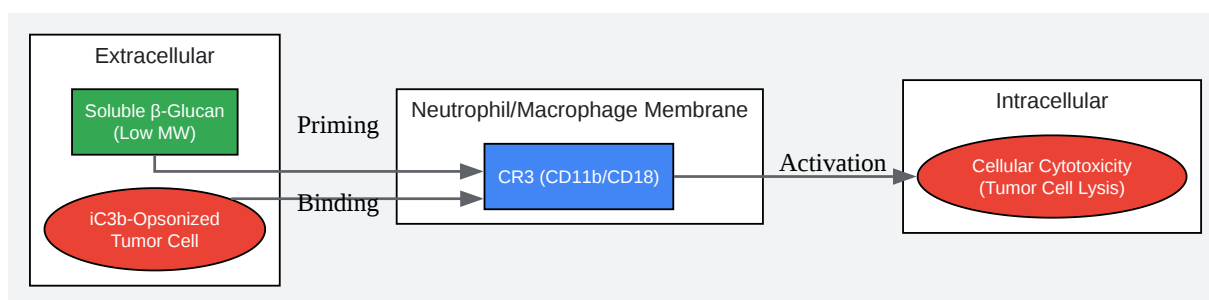 Extracellular
Soluble β-Glucan
(Low MW)
iC3b-Opsonized
Tumor Cell
Priming
Binding
Neutrophil/Macrophage Membrane
CR3 (CD11b/CD18)
Activation
Intracellular
Cellular Cytotoxicity
(Tumor Cell Lysis)